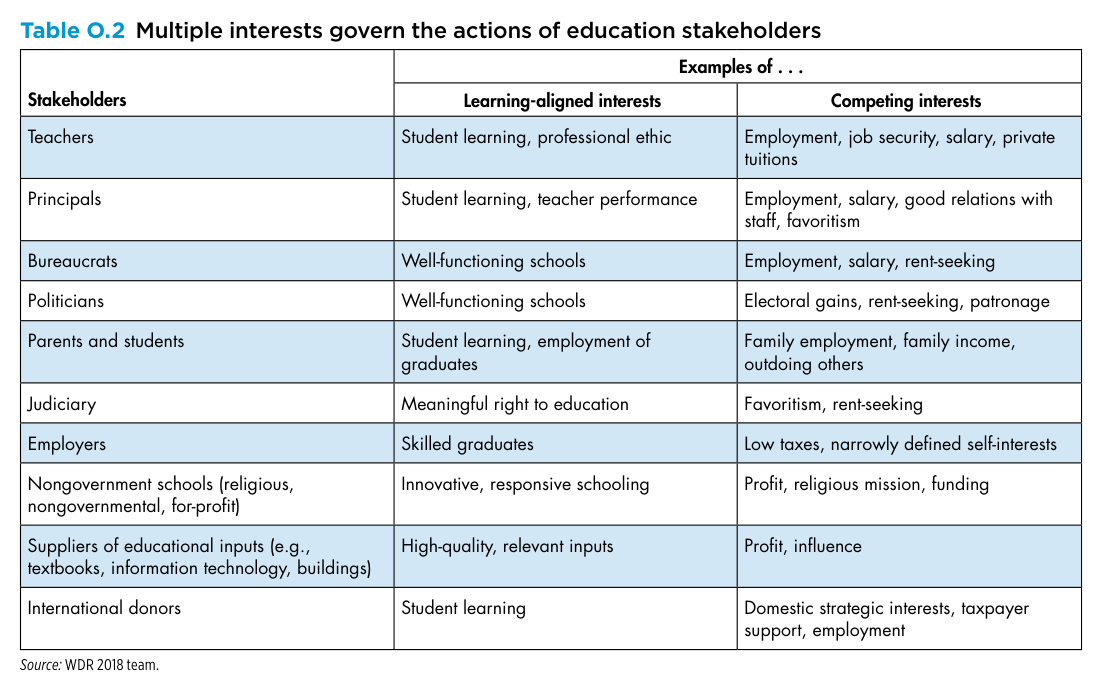 Table O.2 Multiple interests govern the actions of education stakeholders
Examples of . . .
Stakeholders
Learning-aligned interests
Competing interests
Teachers
Student learning, professional ethic
Employment, job security, salary, private
tuitions
Principals
Student learning, teacher performance
Employment, salary, good relations with
staff, favoritism
Bureaucrats
Well-functioning schools
Employment, salary, rent-seeking
Politicians
Well-functioning schools
Electoral gains, rent-seeking, patronage
Parents and students
Student learning, employment of
graduates
Family employment, family income,
outdoing others
Judiciary
Meaningful right to education
Favoritism, rent-seeking
Employers
Skilled graduates
Low taxes, narrowly defined self-interests
Nongovernment schools (religious,
nongovernmental, for-profit)
Innovative, responsive schooling
Profit, religious mission, funding
Suppliers of educational inputs (e.g.,
textbooks, information technology, buildings)
High-quality, relevant inputs
Profit, influence
International donors
Student learning
Domestic strategic interests, taxpayer
support, employment
Source: WDR 2018 team.